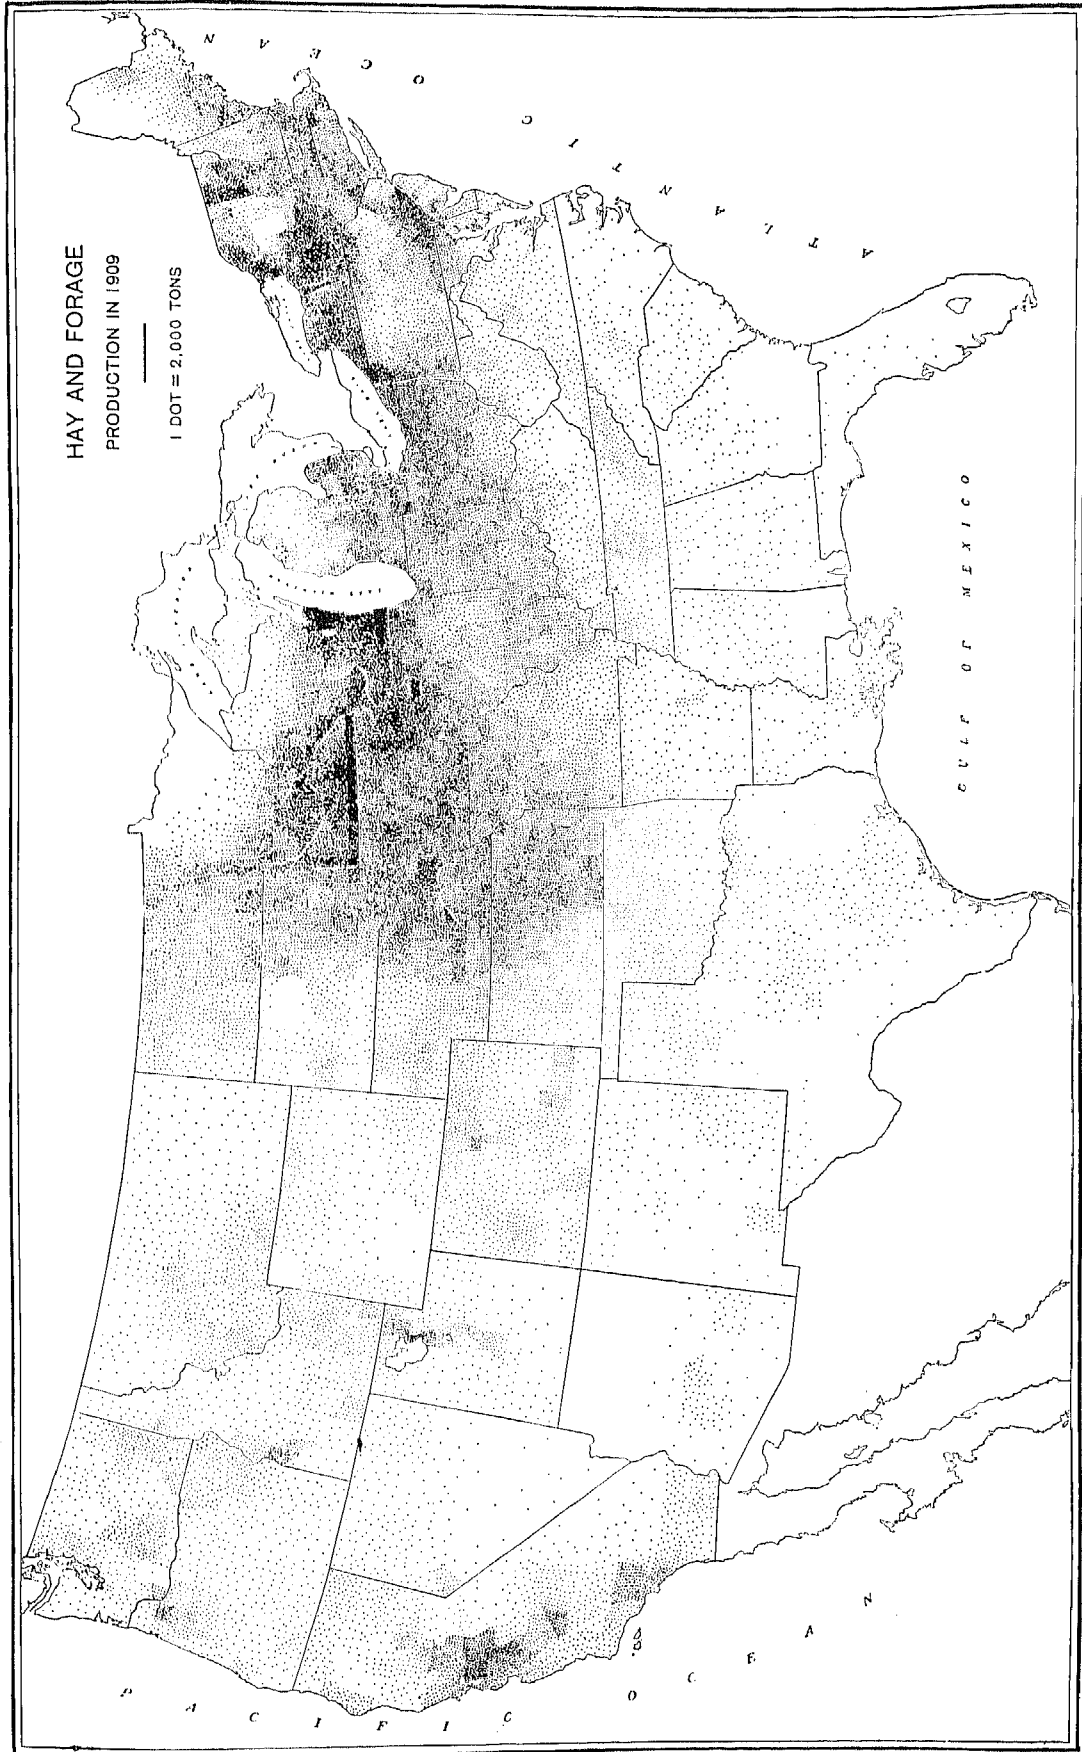 HAY AND FORAGE
PRODUCTION IN 1909
1 DOT = 2,000 TONS
PACIFIC OCEAN
ATLANTIC OCEAN
GULF OF MEXICO